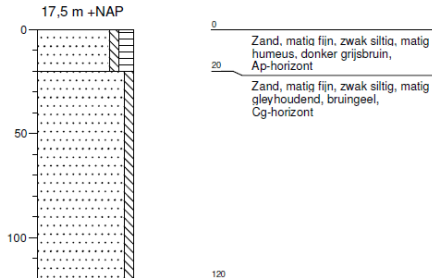 17,5 m +NAP
0
50
100
0
Zand, matig fijn, zwak siltig, matig
humeus, donker grijsbruin,
Ap-horizont
20
Zand, matig fijn, zwak siltig, matig
gleyhoudend, bruingeel,
Cg-horizont
120